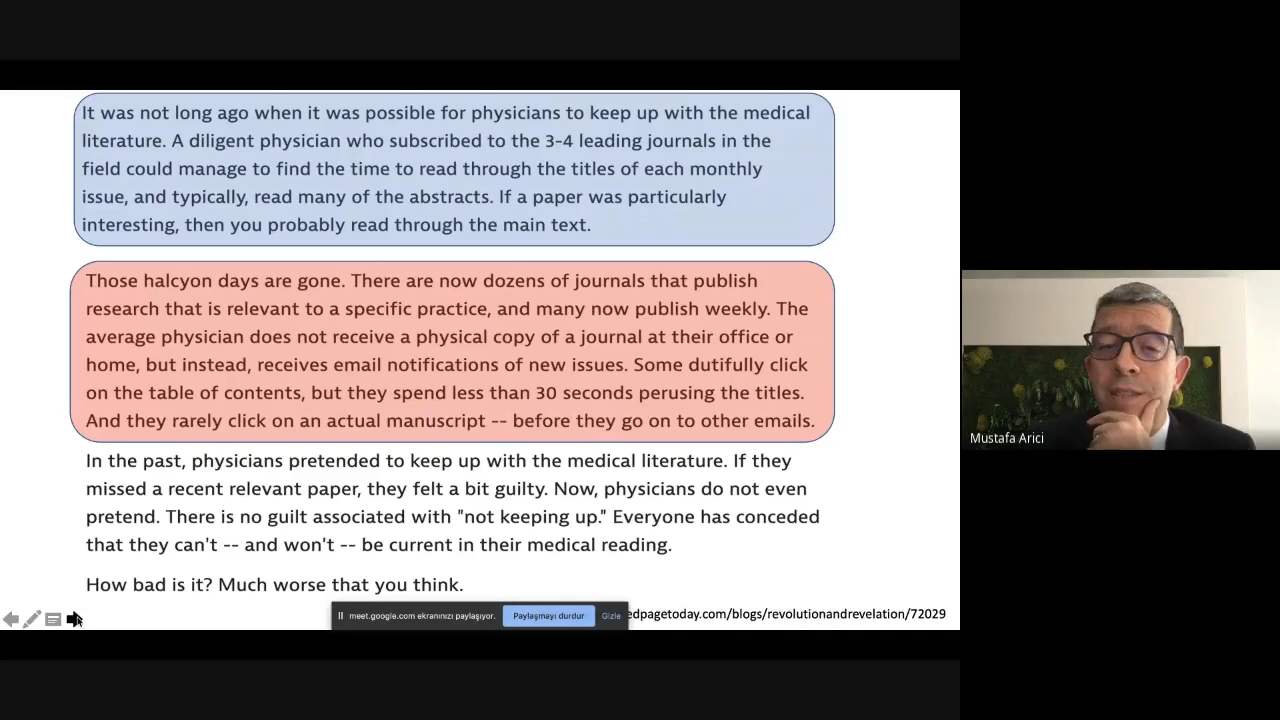 It was not long ago when it was possible for physicians to keep up with the medical
literature. A diligent physician who subscribed to the 3-4 leading journals in the
field could manage to find the time to read through the titles of each monthly
issue, and typically, read many of the abstracts. If a paper was particularly
interesting, then you probably read through the main text.
Those halcyon days are gone. There are now dozens of journals that publish
research that is relevant to a specific practice, and many now publish weekly. The
average physician does not receive a physical copy of a journal at their office or
home, but instead, receives email notifications of new issues. Some dutifully click
on the table of contents, but they spend less than 30 seconds perusing the titles.
And they rarely click on an actual manuscript -- before they go on to other emails.
In the past, physicians pretended to keep up with the medical literature. If they
missed a recent relevant paper, they felt a bit guilty. Now, physicians do not even
pretend. There is no guilt associated with "not keeping up." Everyone has conceded
that they can't -- and won't -- be current in their medical reading.
How bad is it? Much worse that you think.
meet.google.com ekranınızı paylaşıyor. Paylaşmayı durdur Gizle
edpagetoday.com/blogs/revolutionandrevelation/72029
Mustafa Arici